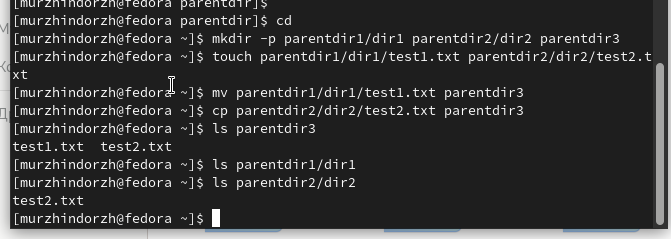 [murzhindorzh@fedora parentdir]$
[murzhindorzh@fedora parentdir]$ cd
[murzhindorzh@fedora ~]$ mkdir -p parentdir1/dir1 parentdir2/dir2 parentdir3
[murzhindorzh@fedora ~]$ touch parentdir1/dir1/test1.txt parentdir2/dir2/test2.t
xt
[murzhindorzh@fedora ~]$ mv parentdir1/dir1/test1.txt parentdir3
[murzhindorzh@fedora ~]$ cp parentdir2/dir2/test2.txt parentdir3
[murzhindorzh@fedora ~]$ ls parentdir3
test1.txt  test2.txt
[murzhindorzh@fedora ~]$ ls parentdir1/dir1
[murzhindorzh@fedora ~]$ ls parentdir2/dir2
test2.txt
[murzhindorzh@fedora ~]$